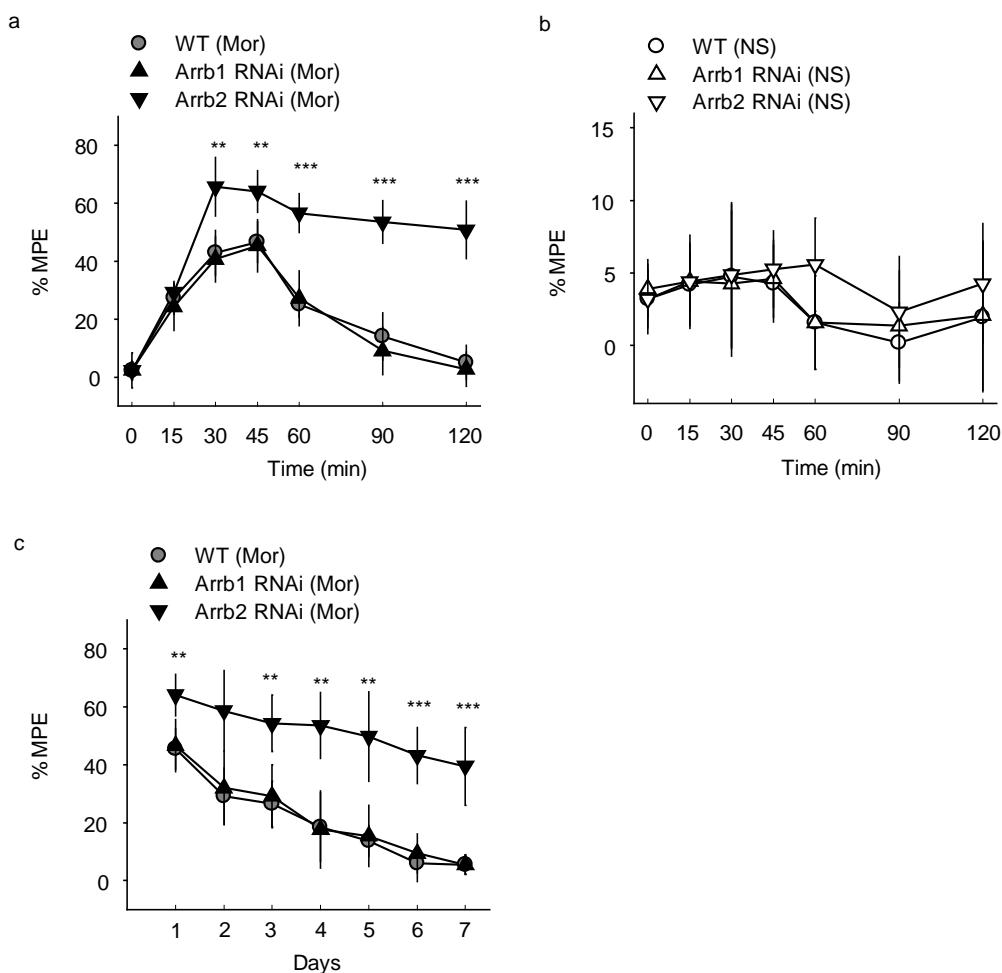 a
WT (Mor)
Arrb1 RNAi (Mor)
Arrb2 RNAi (Mor)
80
60
40
20
0
% MPE
** ** *** *** ***
0 15 30 45 60 90 120
Time (min)
b
WT (NS)
Arrb1 RNAi (NS)
Arrb2 RNAi (NS)
15
10
5
0
% MPE
0 15 30 45 60 90 120
Time (min)
c
WT (Mor)
Arrb1 RNAi (Mor)
Arrb2 RNAi (Mor)
80
60
40
20
0
% MPE
** ** ** ** *** ***
1 2 3 4 5 6 7
Days